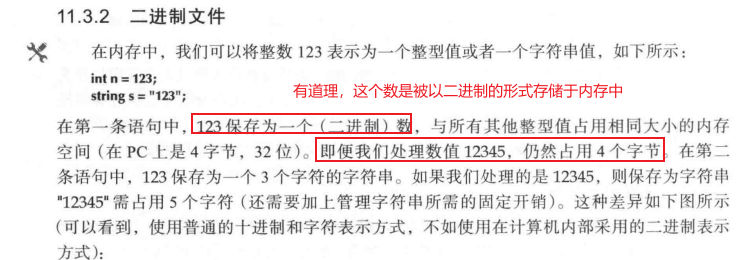 11.3.2 二进制文件
在内存中，我们可以将整数 123 表示为一个整型值或者一个字符串值，如下所示：
int n = 123;
string s = "123";
有道理，这个数是被以二进制的形式存储于内存中
在第一条语句中，123 保存为一个（二进制）数，与所有其他整型值占用相同大小的内存
空间（在 PC 上是 4 字节，32 位）。即便我们处理数值 12345，仍然占用 4 个字节。在第二
条语句中，123 保存为一个 3 个字符的字符串。如果我们处理的是 12345，则保存为字符串
"12345" 需占用 5 个字符（还需要加上管理字符串所需的固定开销）。这种差异如下图所示
（可以看到，使用普通的十进制和字符表示方式，不如使用在计算机内部采用的二进制表示
方式）：